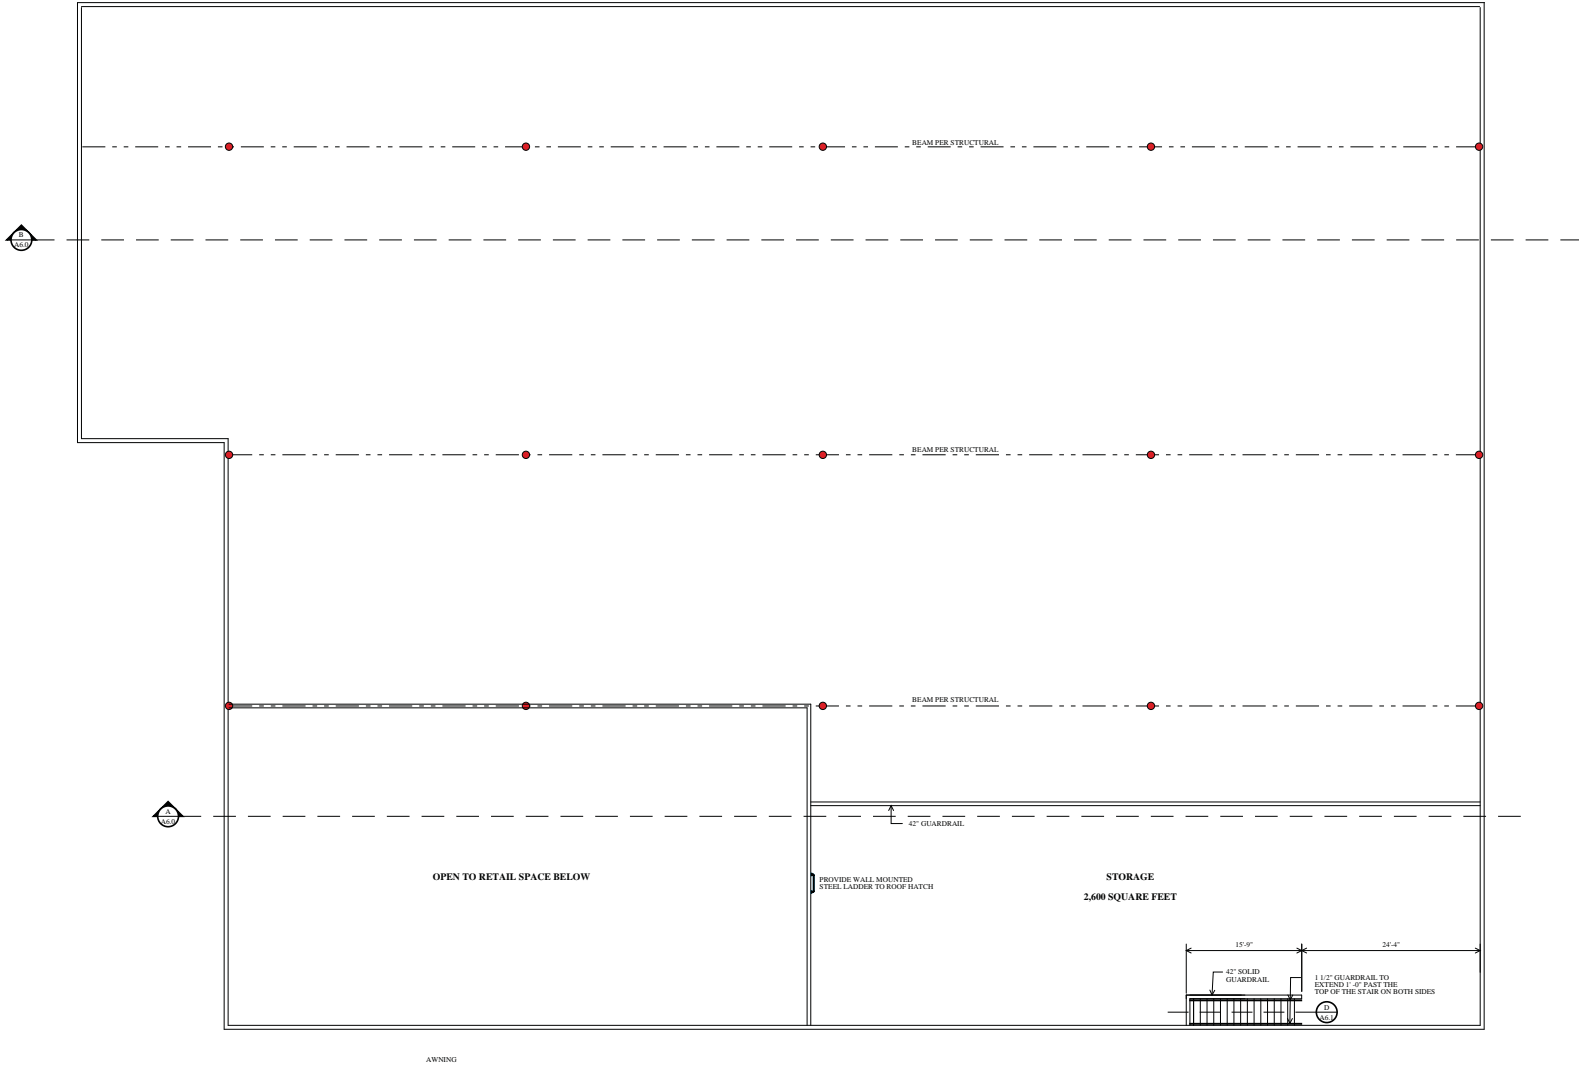 BEAM PER STRUCTURAL
B
A6.0
BEAM PER STRUCTURAL
BEAM PER STRUCTURAL
A
A6.0
42" GUARDRAIL
OPEN TO RETAIL SPACE BELOW
PROVIDE WALL MOUNTED
STEEL LADDER TO ROOF HATCH
STORAGE
2,600 SQUARE FEET
15'-9"
24'-4"
42" SOLID
GUARDRAIL
1 1/2" GUARDRAIL TO
EXTEND 1' -0" PAST THE
TOP OF THE STAIR ON BOTH SIDES
D
A6.1
AWNING